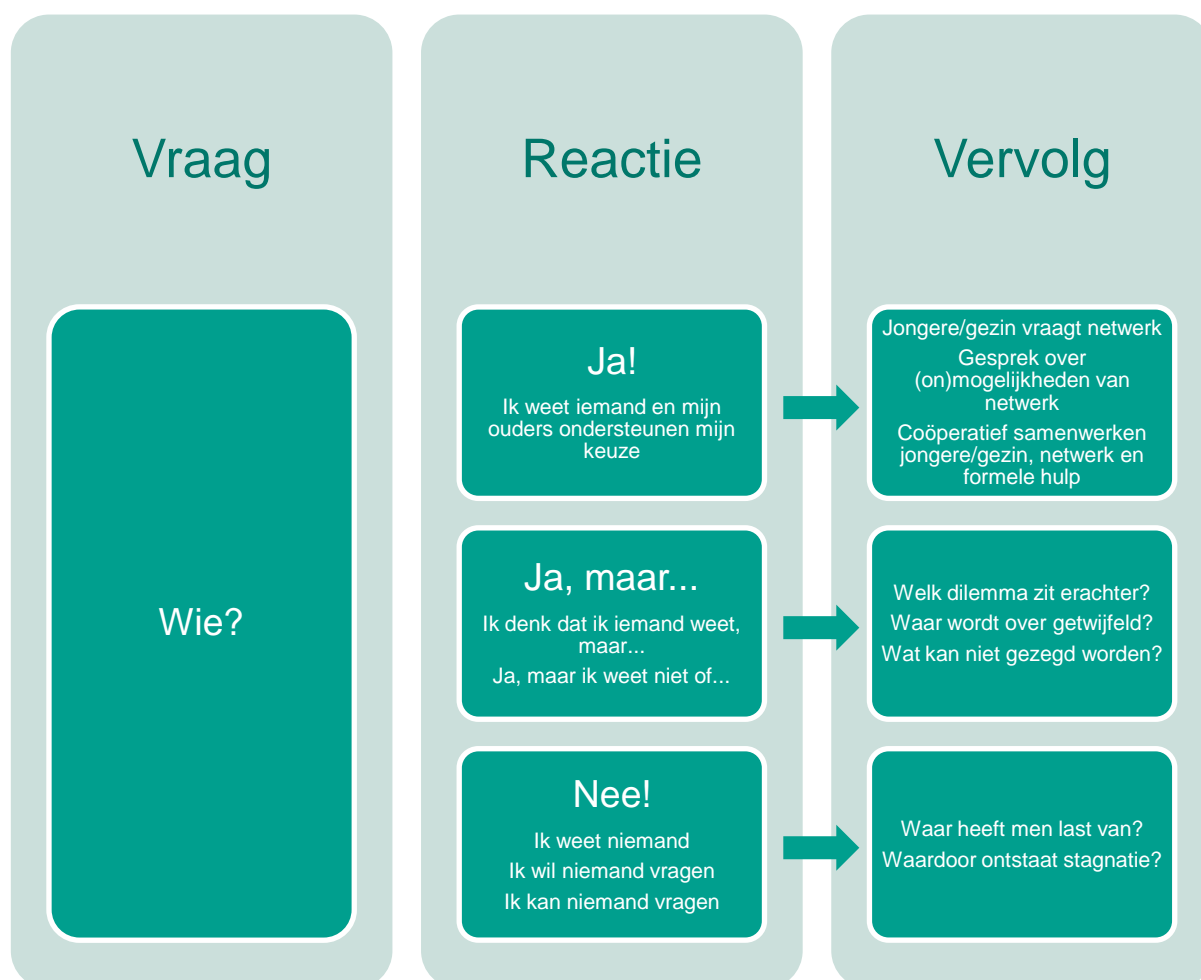 Vraag
Reactie
Vervolg
Wie?
Ja!
Ik weet iemand en mijn
ouders ondersteunen mijn
keuze
Jongere/gezin vraagt netwerk
Gesprek over
(on)mogelijkheden van
netwerk
Coöperatief samenwerken
jongere/gezin, netwerk en
formele hulp
Ja, maar...
Ik denk dat ik iemand weet,
maar...
Ja, maar ik weet niet of...
Welk dilemma zit erachter?
Waar wordt over getwijfeld?
Wat kan niet gezegd worden?
Nee!
Ik weet niemand
Ik wil niemand vragen
Ik kan niemand vragen
Waar heeft men last van?
Waardoor ontstaat stagnatie?